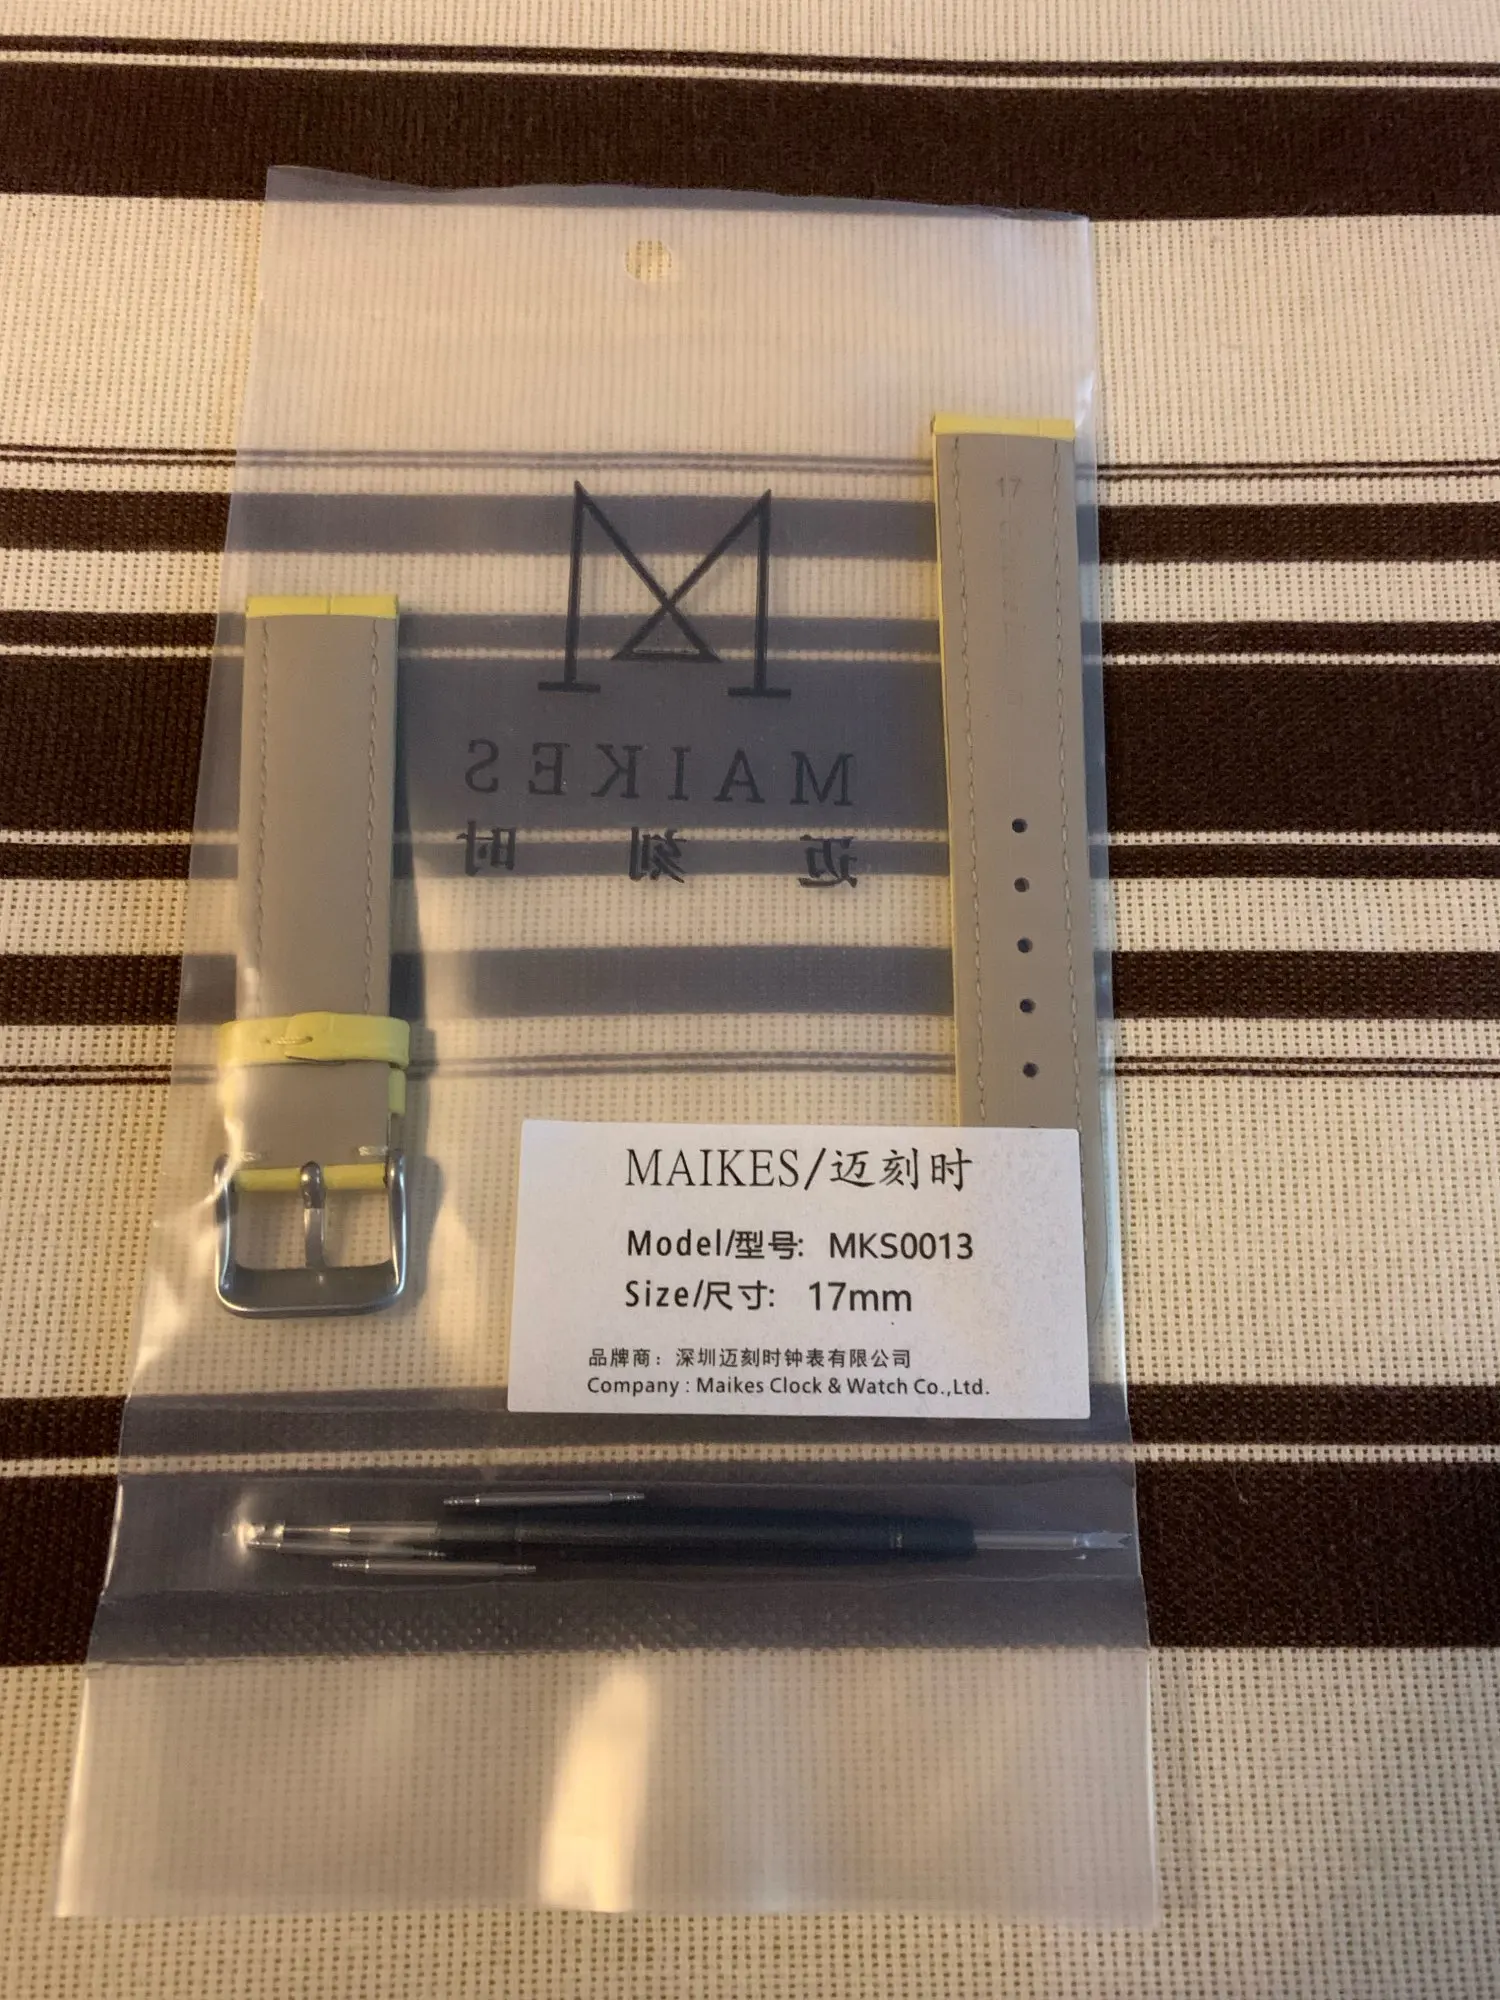 17
MAIKES
迈刻时
MAIKES/迈刻时
Model/型号: MKS0013
Size/尺寸: 17mm
品牌商：深圳迈刻时钟表有限公司
Company : Maikes Clock & Watch Co.,Ltd.